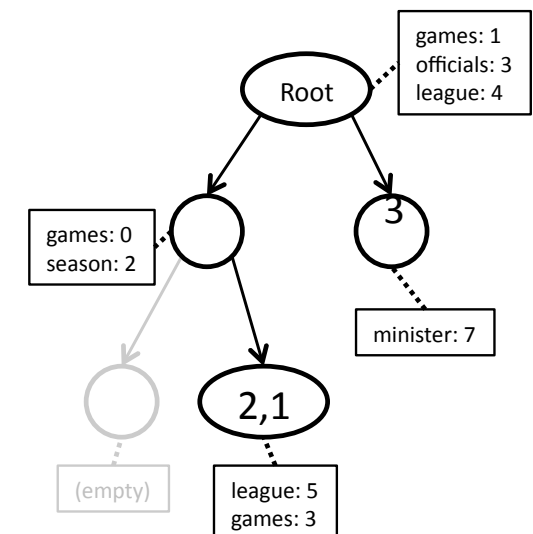 games: 1
officials: 3
league: 4
Root
3
games: 0
season: 2
minister: 7
2,1
(empty)
league: 5
games: 3